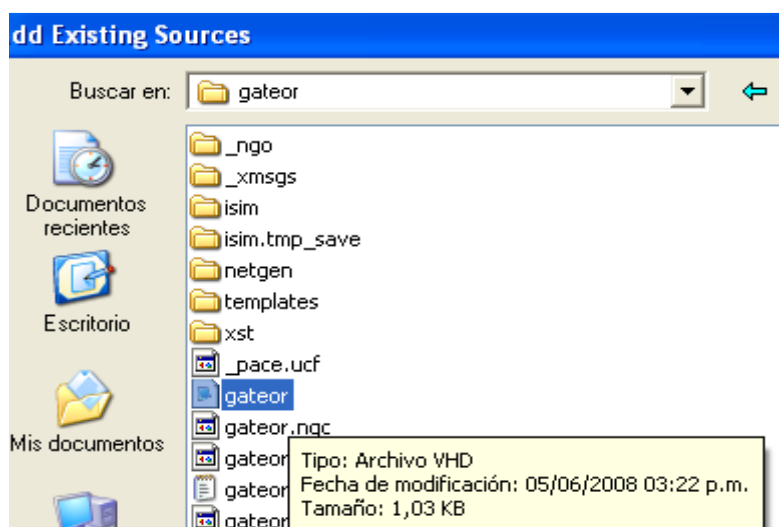 dd Existing Sources
Buscar en: gateor
_ngo
_xmsgs
isim
isim.tmp_save
netgen
templates
xst
_pace.ucf
gateor
gateor.ngc
gateor
gateor
gateor
Documentos
recientes
Escritorio
Mis documentos
Tipo: Archivo VHD
Fecha de modificación: 05/06/2008 03:22 p.m.
Tamaño: 1,03 KB